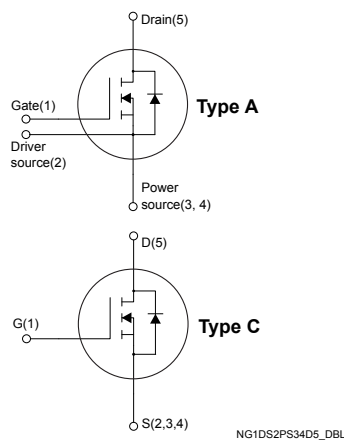 Drain(5)
Gate(1)
Type A
Driver
source(2)
Power
source(3, 4)
D(5)
G(1)
Type C
S(2,3,4)
NG1DS2PS34D5_DBL